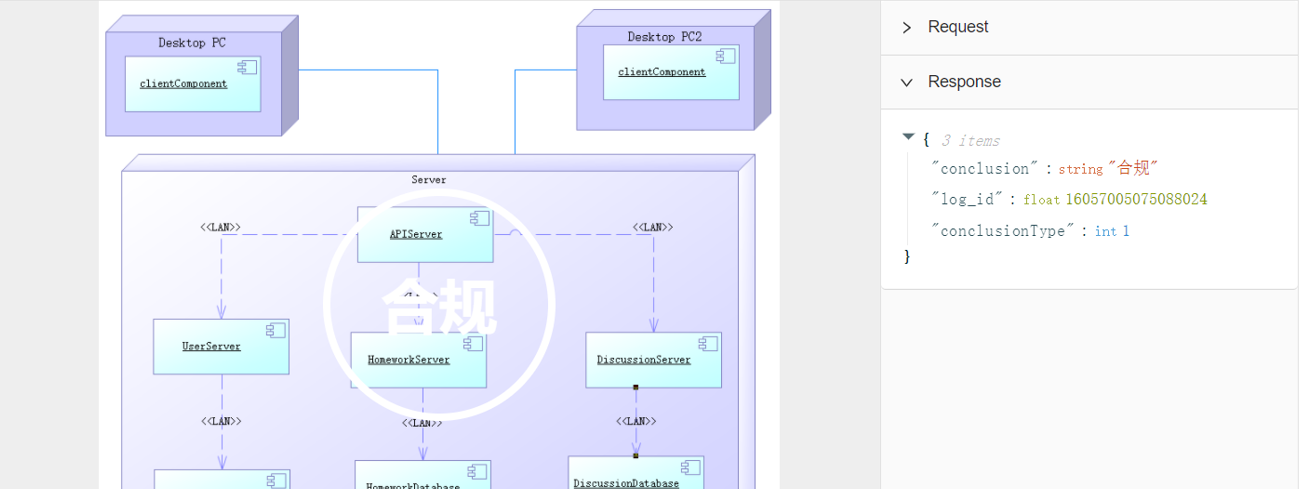 Desktop PC
clientComponent
Desktop PC2
clientComponent
Server
<<LAN>>
APIServer
<<LAN>>
合规
UserServer
HomeworkServer
DiscussionServer
<<LAN>>
<<LAN>>
<<LAN>>
HomeworkDatabase
DiscussionDatabase
Request
Response
{ 3 items
"conclusion" : string "合规"
"log_id" : float 16057005075088024
"conclusionType" : int 1
}